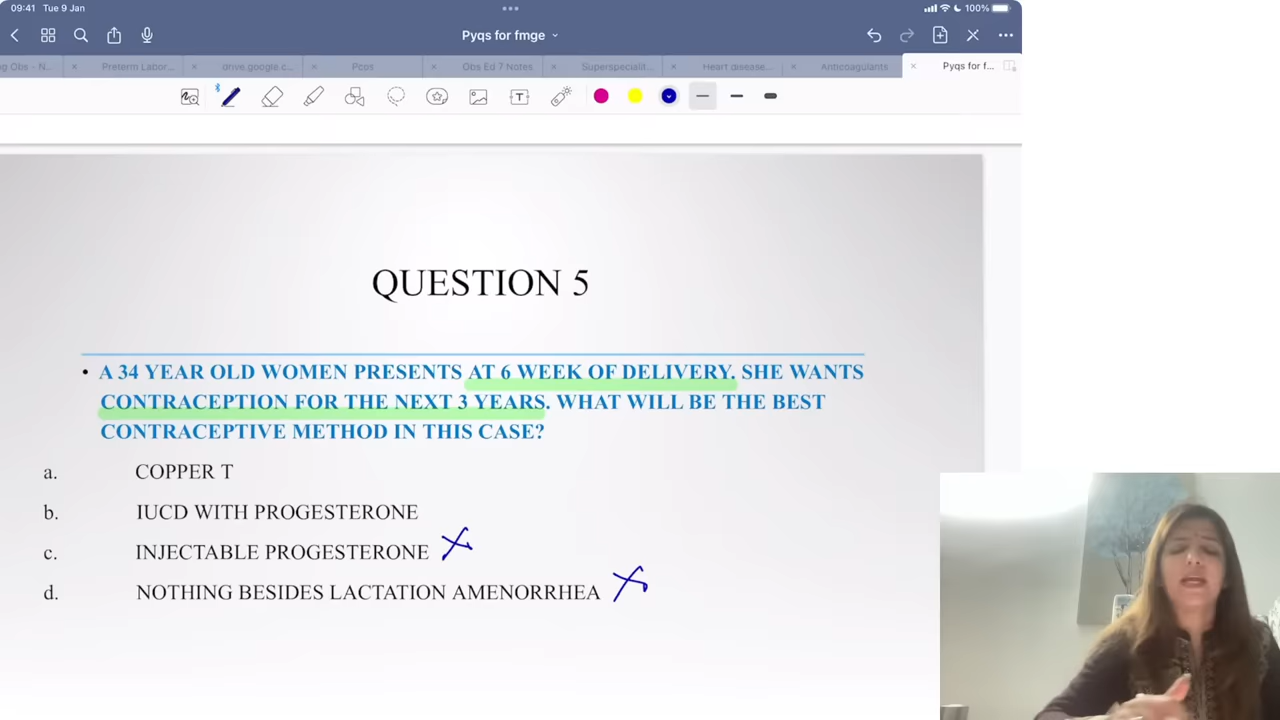 09:41 Tue 9 Jan
100%
Pyqs for fmge
g Obs - N... Preterm Labor... drive.google.c... Pcos Obs Ed 7 Notes Superspecialit... Heart disease... Anticoagulants Pyqs for f...
QUESTION 5
• A 34 YEAR OLD WOMEN PRESENTS AT 6 WEEK OF DELIVERY. SHE WANTS
CONTRACEPTION FOR THE NEXT 3 YEARS. WHAT WILL BE THE BEST
CONTRACEPTIVE METHOD IN THIS CASE?
a. COPPER T
b. IUCD WITH PROGESTERONE
c. INJECTABLE PROGESTERONE
d. NOTHING BESIDES LACTATION AMENORRHEA